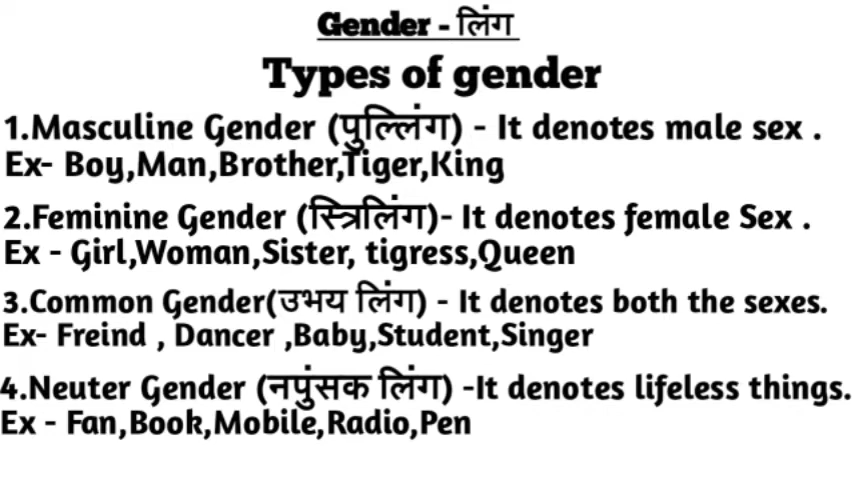 Gender - लिंग
Types of gender
1.Masculine Gender (पुल्लिंग) - It denotes male sex .
Ex- Boy,Man,Brother,Tiger,King
2.Feminine Gender (स्त्रिलिंग)- It denotes female Sex .
Ex - Girl,Woman,Sister, tigress,Queen
3.Common Gender(उभय लिंग) - It denotes both the sexes.
Ex- Freind , Dancer ,Baby,Student,Singer
4.Neuter Gender (नपुंसक लिंग) -It denotes lifeless things.
Ex - Fan,Book,Mobile,Radio,Pen